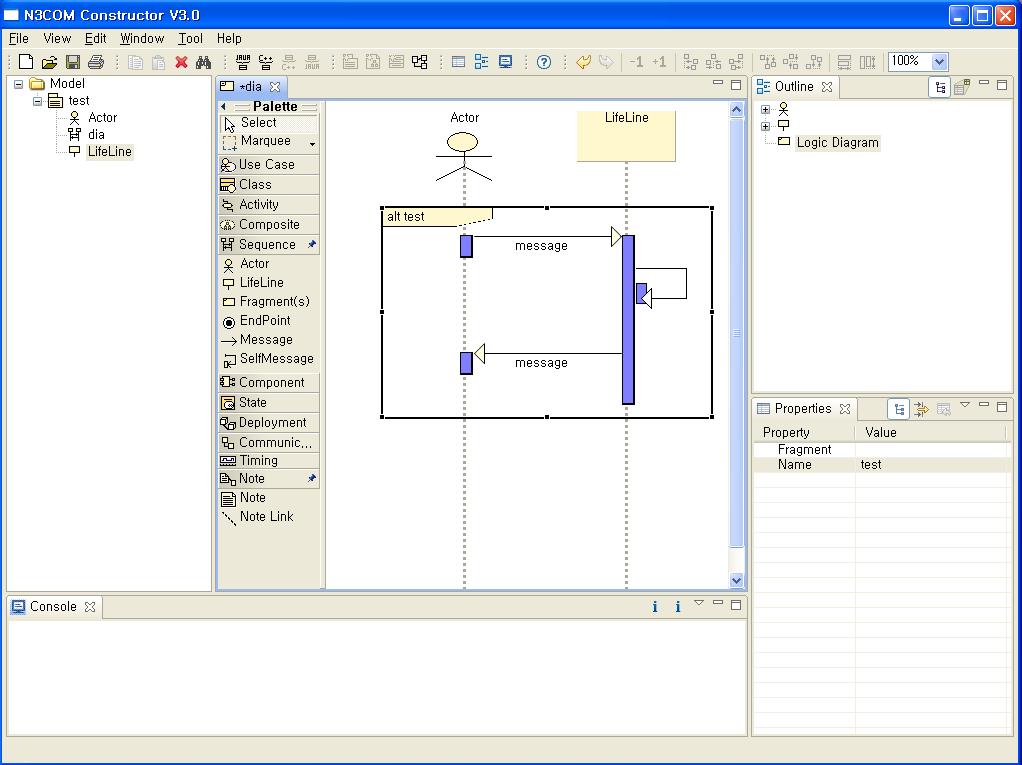 N3COM Constructor V3.0
File View Edit Window Tool Help
JAVA C++ C++ JAVA -1 +1 100%
Model
test
Actor
dia
LifeLine
*dia
Palette
Select
Marquee
Use Case
Class
Activity
Composite
Sequence
Actor
LifeLine
Fragment(s)
EndPoint
Message
SelfMessage
Component
State
Deployment
Communic...
Timing
Note
Note
Note Link
Actor
LifeLine
alt test
message
message
Outline
Logic Diagram
Properties
Property Value
Fragment
Name test
Console